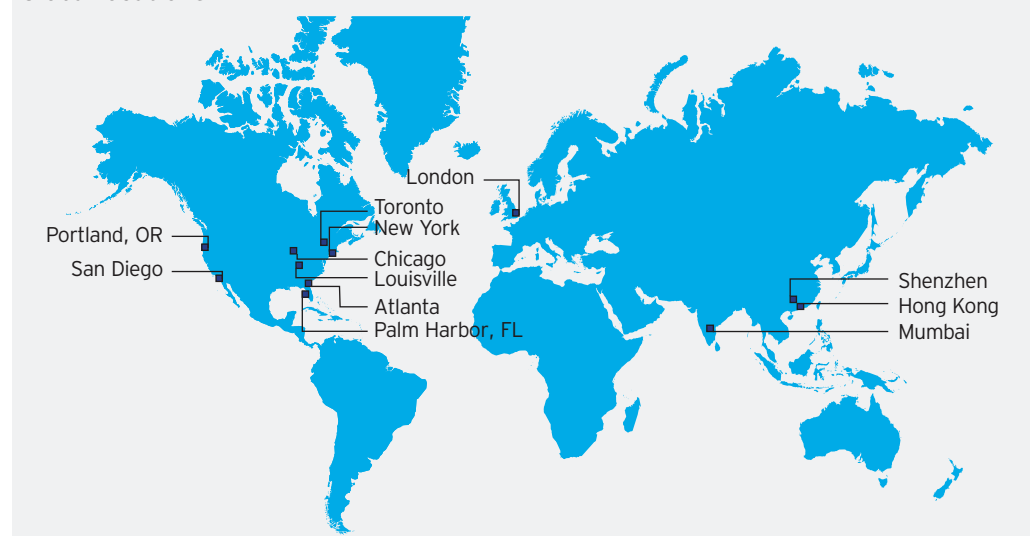 London
Toronto
New York
Portland, OR
Chicago
San Diego
Louisville
Atlanta
Palm Harbor, FL
Shenzhen
Hong Kong
Mumbai